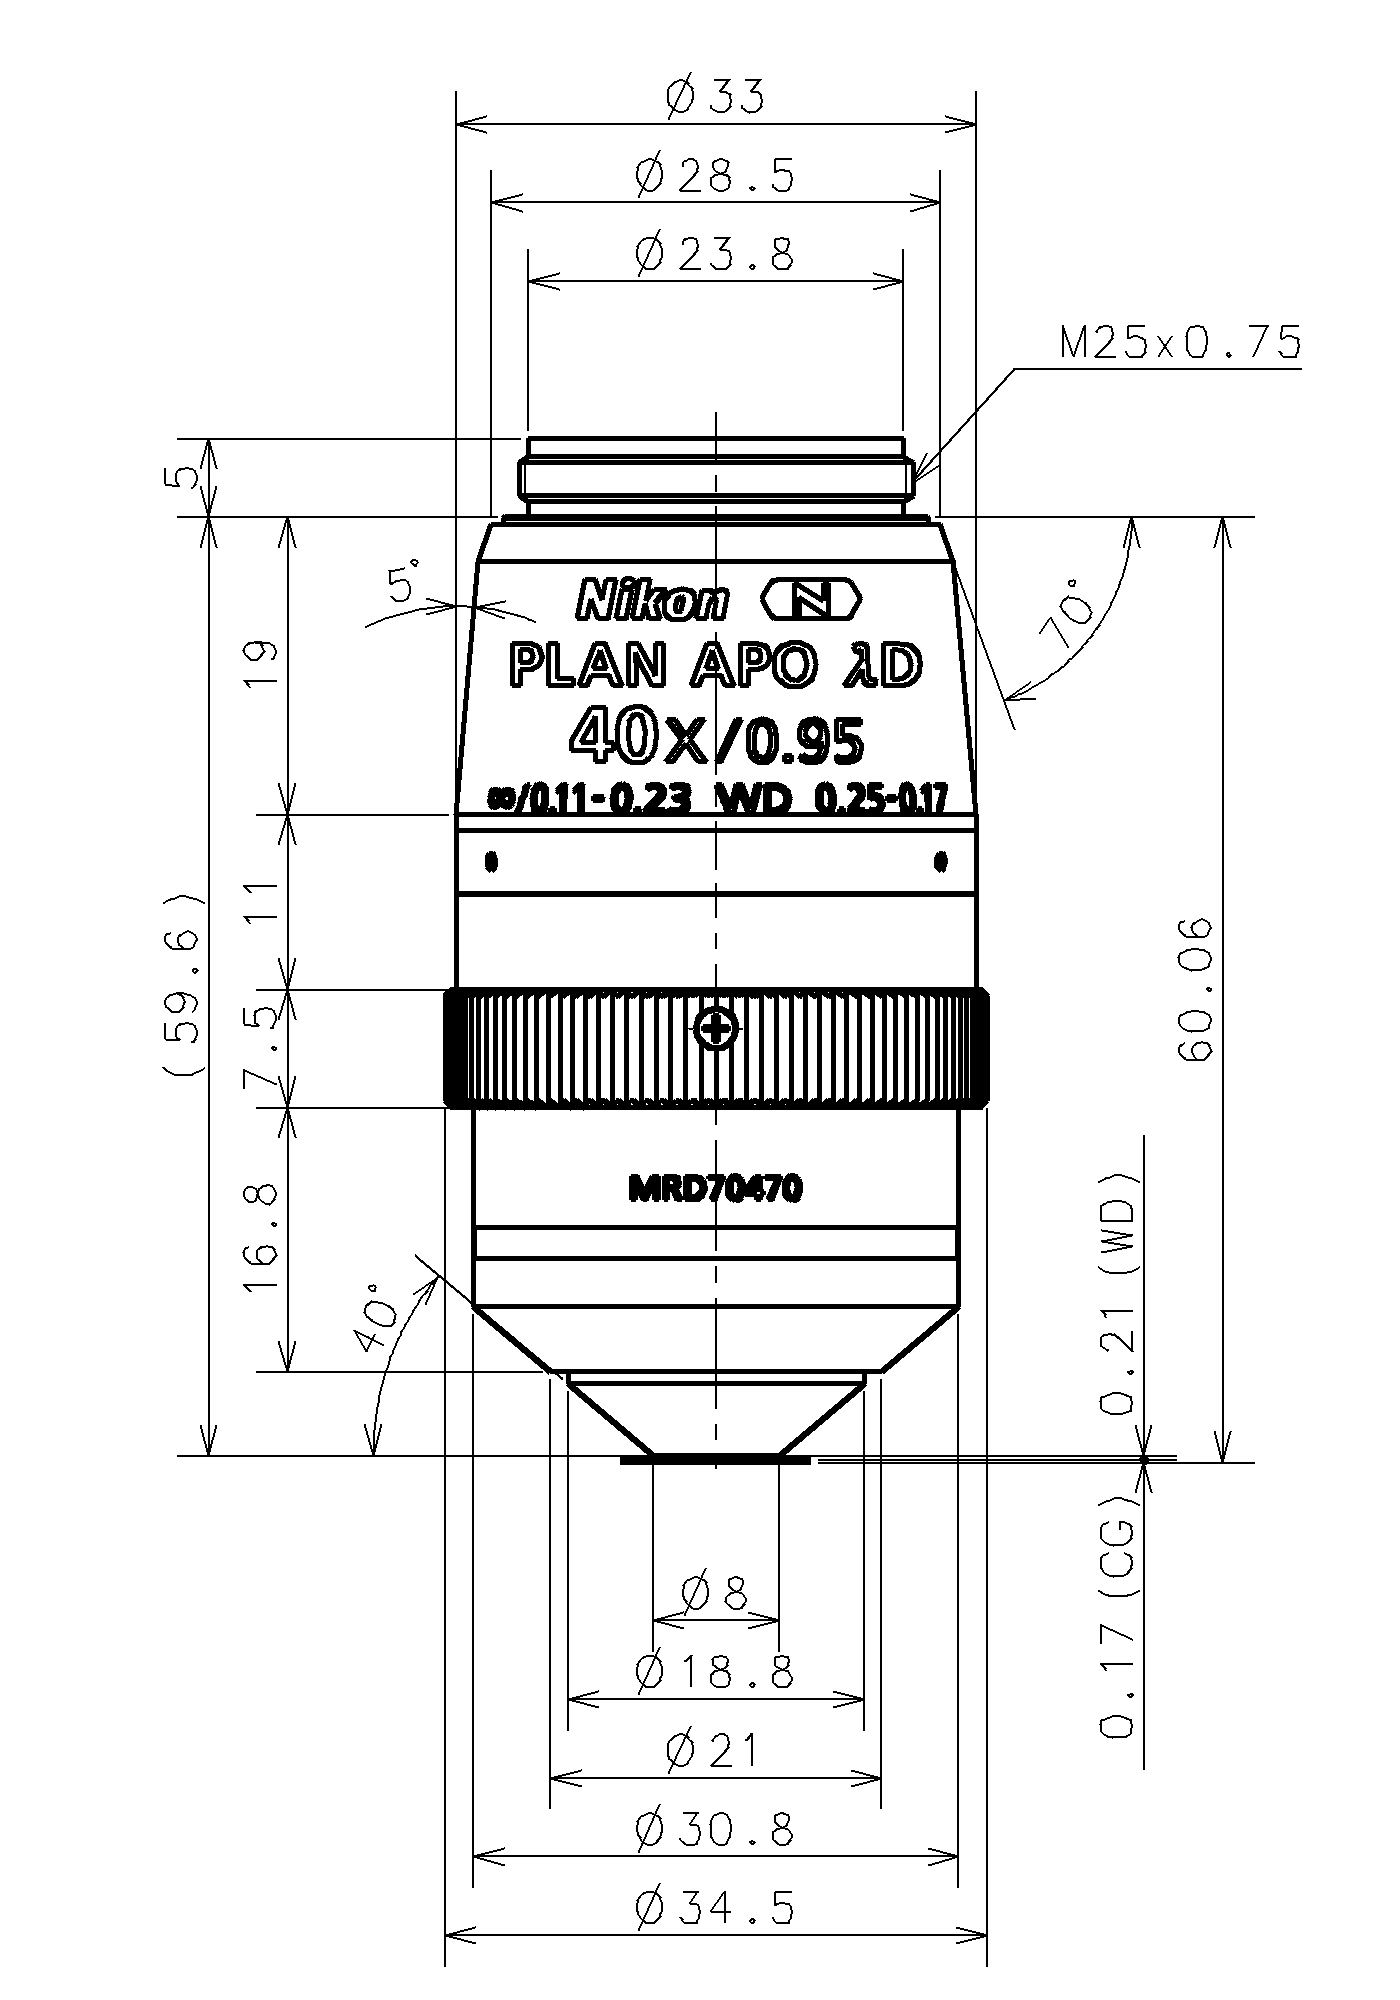 Ø33
Ø28.5
Ø23.8
M25x0.75
5
5°
70°
19
Nikon N
PLAN APO λD
40x/0.95
∞/0.11-0.23 WD 0.25-0.17
11
(59.6)
7.5
60.06
16.8
MRD70470
40°
0.21(WD)
0.17(CG)
Ø8
Ø18.8
Ø21
Ø30.8
Ø34.5